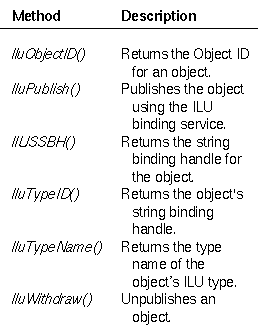 Method Description
IluObjectID() Returns the Object ID
for an object.
IluPublish() Publishes the object
using the ILU
binding service.
IlUSSBH() Returns the string
binding handle for
the object.
IluTypeID() Returns the object's
string binding
handle.
IluTypeName() Returns the type
name of the
object's ILU type.
IluWithdraw() Unpublishes an
object.